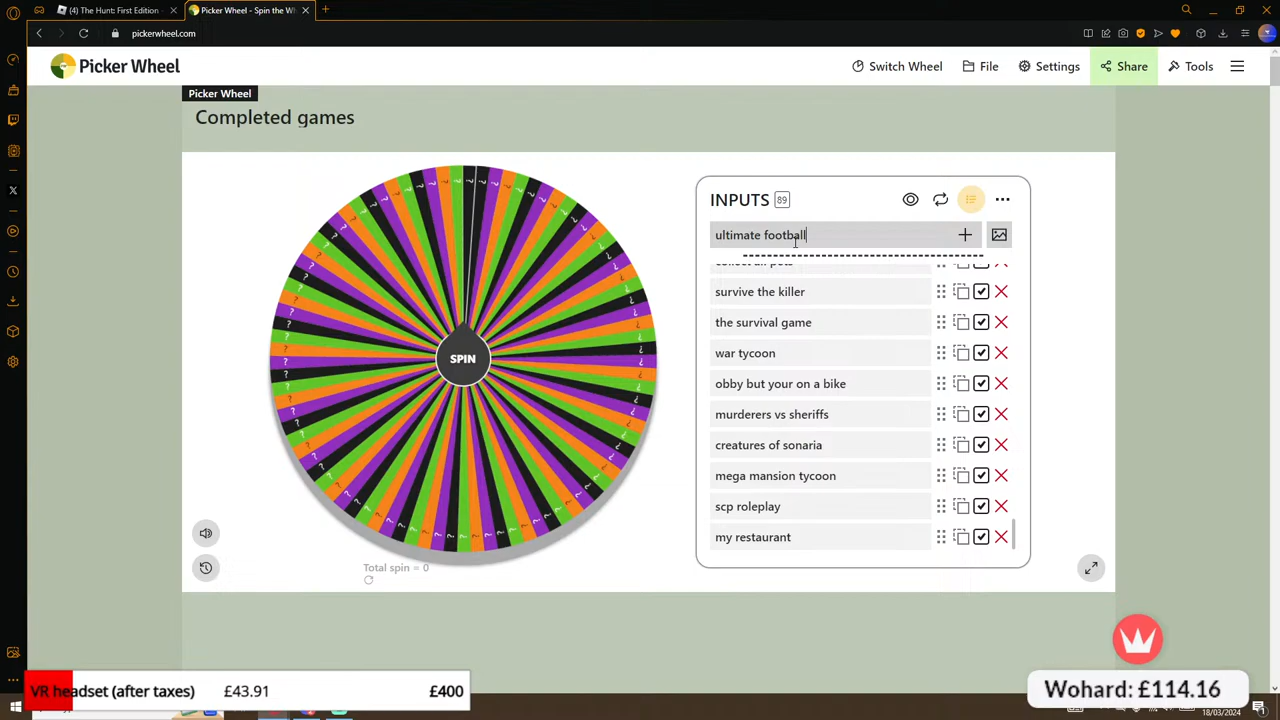 (4) The Hunt: First Edition -
Picker Wheel - Spin the W
pickerwheel.com
Picker Wheel
Switch Wheel
File
Settings
Share
Tools
Picker Wheel
Completed games
INPUTS 89
ultimate football
collect all pets
survive the killer
the survival game
war tycoon
obby but your on a bike
murderers vs sheriffs
creatures of sonaria
mega mansion tycoon
scp roleplay
my restaurant
SPIN
Total spin = 0
VR headset (after taxes) £43.91 £400
Wohard: £114.16
18/03/2024